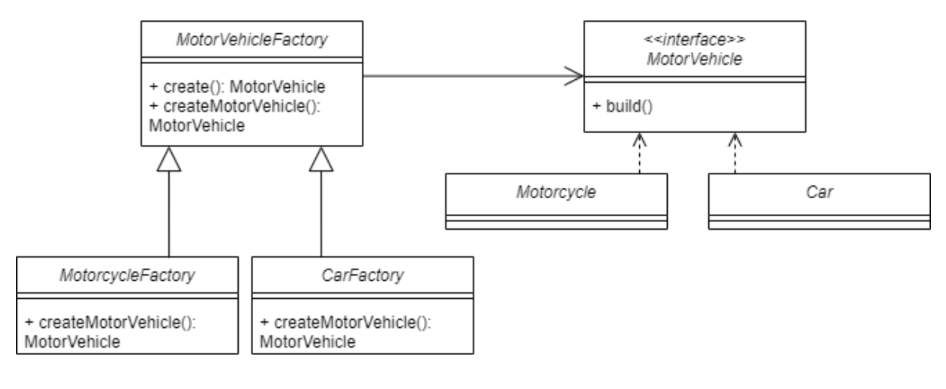 MotorVehicleFactory
+ create(): MotorVehicle
+ createMotorVehicle():
MotorVehicle
<<interface>>
MotorVehicle
+ build()
Motorcycle
Car
MotorcycleFactory
+ createMotorVehicle():
MotorVehicle
CarFactory
+ createMotorVehicle():
MotorVehicle